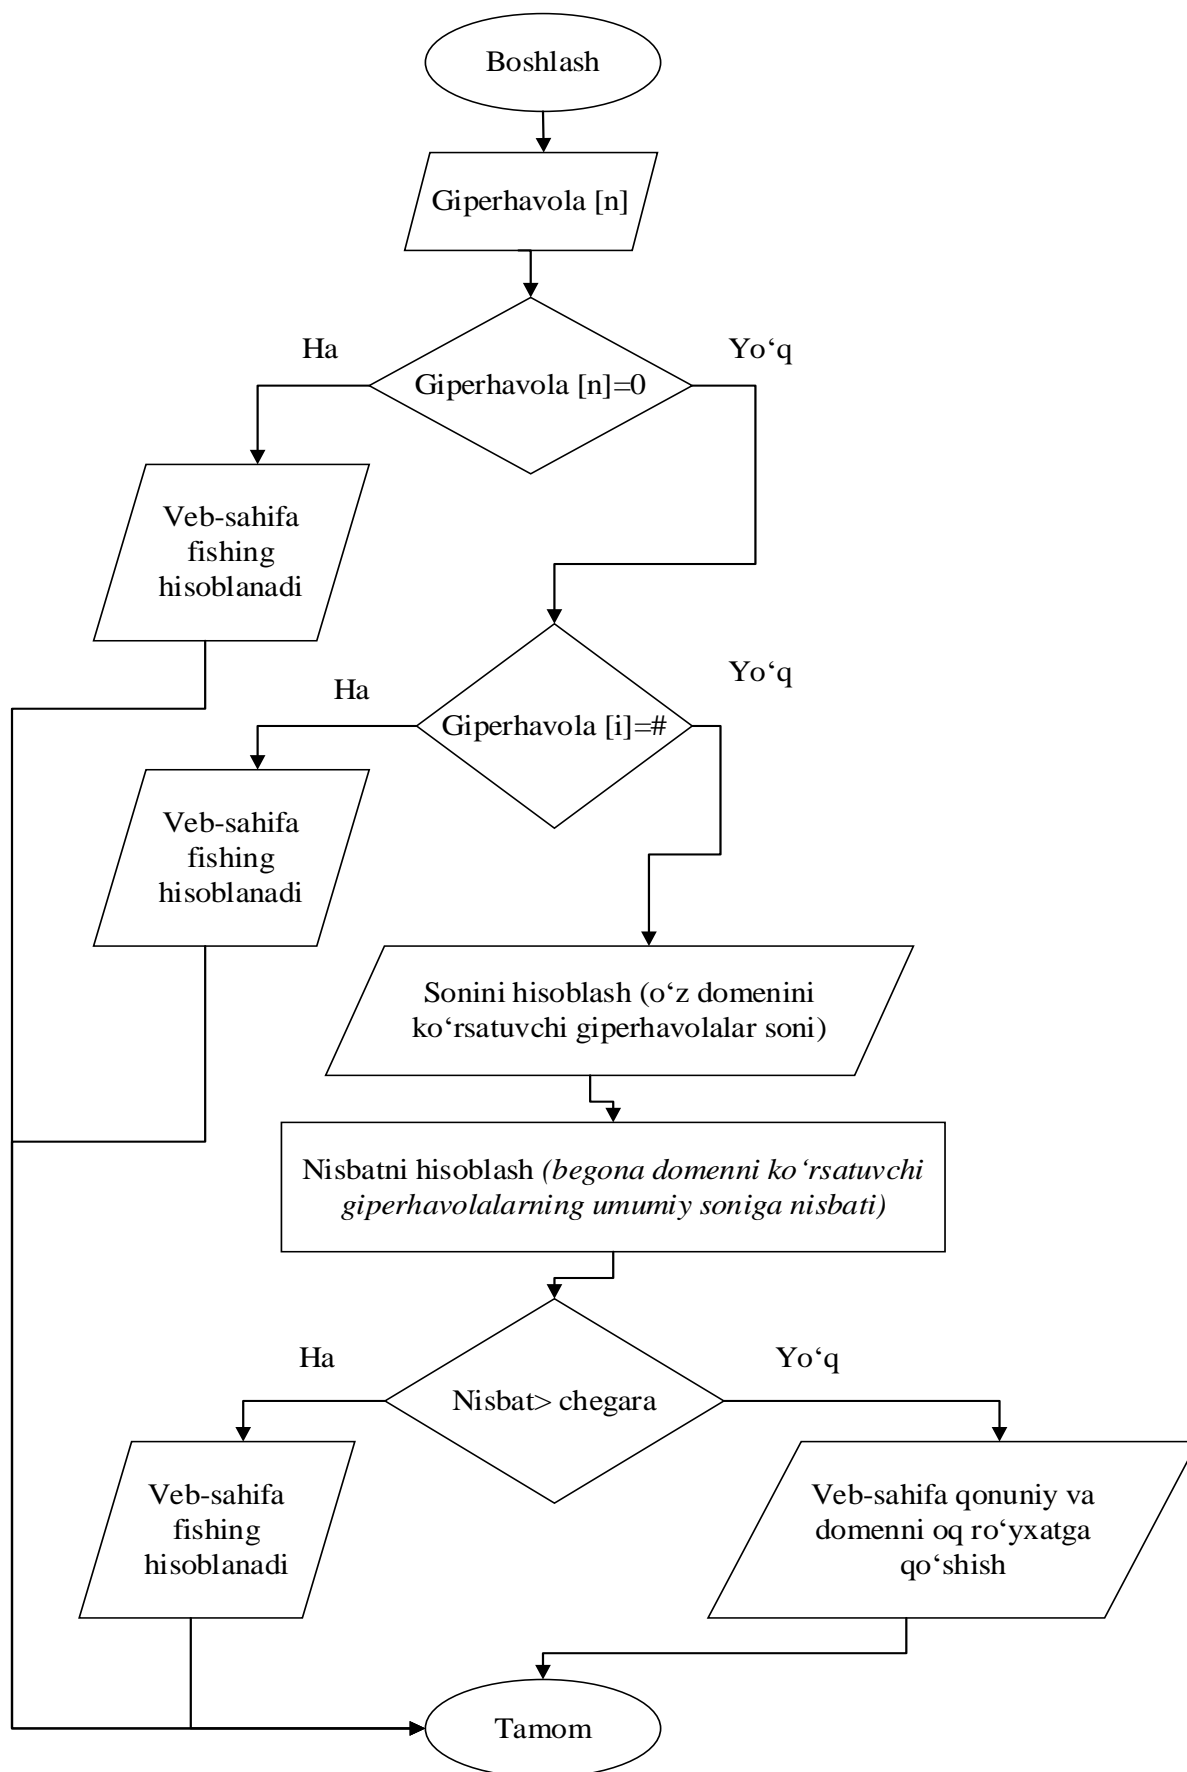 Boshlash
Giperhavola [n]
Ha
Yo‘q
Giperhavola [n]=0
Veb-sahifa
fishing
hisoblanadi
Ha
Yo‘q
Giperhavola [i]=#
Veb-sahifa
fishing
hisoblanadi
Sonini hisoblash (o‘z domenini
ko‘rsatuvchi giperhavolalar soni)
Nisbatni hisoblash (begona domenni ko‘rsatuvchi
giperhavolalarning umumiy soniga nisbati)
Ha
Yo‘q
Nisbat> chegara
Veb-sahifa
fishing
hisoblanadi
Veb-sahifa qonuniy va
domenni oq ro‘yxatga
qo‘shish
Tamom